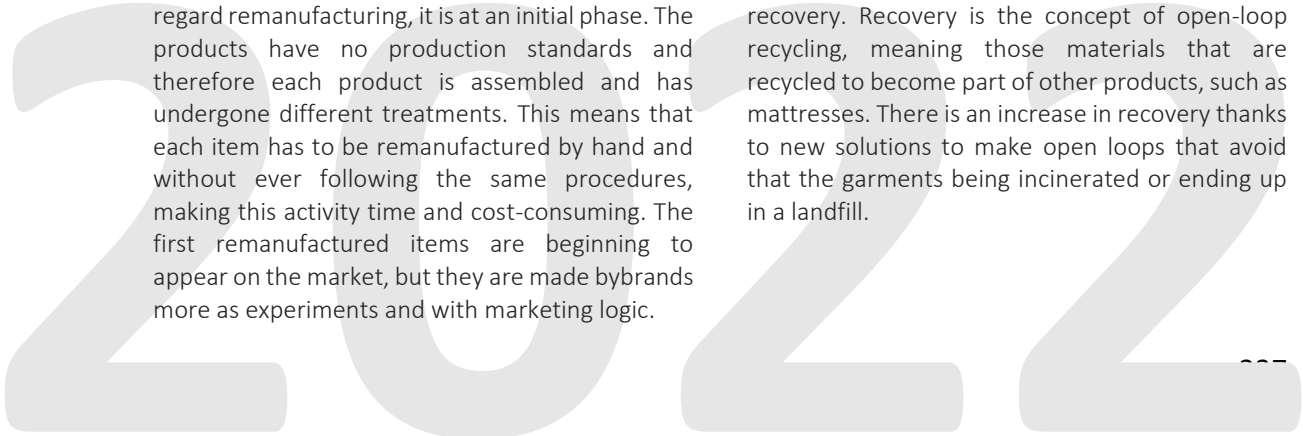 regard remanufacturing, it is at an initial phase. The
products have no production standards and
therefore each product is assembled and has
undergone different treatments. This means that
each item has to be remanufactured by hand and
without ever following the same procedures,
making this activity time and cost-consuming. The
first remanufactured items are beginning to
appear on the market, but they are made bybrands
more as experiments and with marketing logic.
recovery. Recovery is the concept of open-loop
recycling, meaning those materials that are
recycled to become part of other products, such as
mattresses. There is an increase in recovery thanks
to new solutions to make open loops that avoid
that the garments being incinerated or ending up
in a landfill.
2022